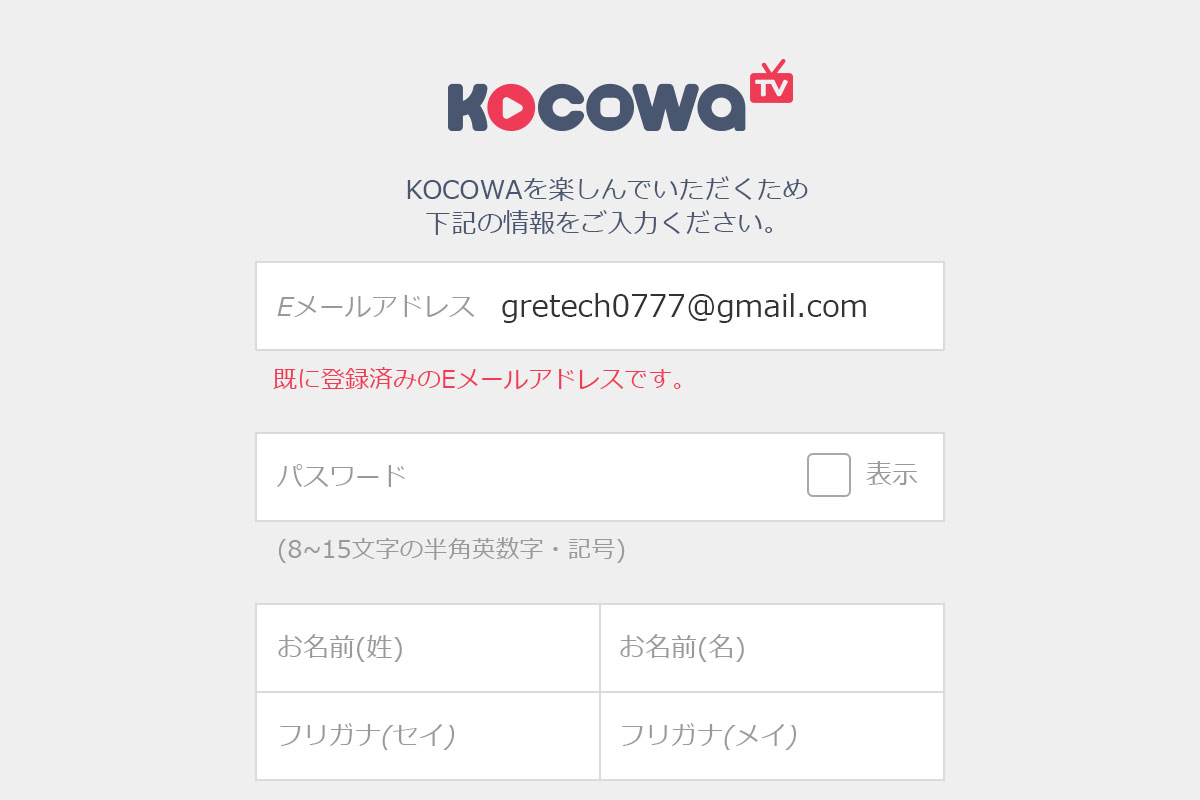 KOCOWA TV
KOCOWAを楽しんでいただくため
下記の情報をご入力ください。
Eメールアドレス gretech0777@gmail.com
既に登録済みのEメールアドレスです。
パスワード 表示
(8~15文字の半角英数字・記号)
お名前(姓) お名前(名)
フリガナ(セイ) フリガナ(メイ)